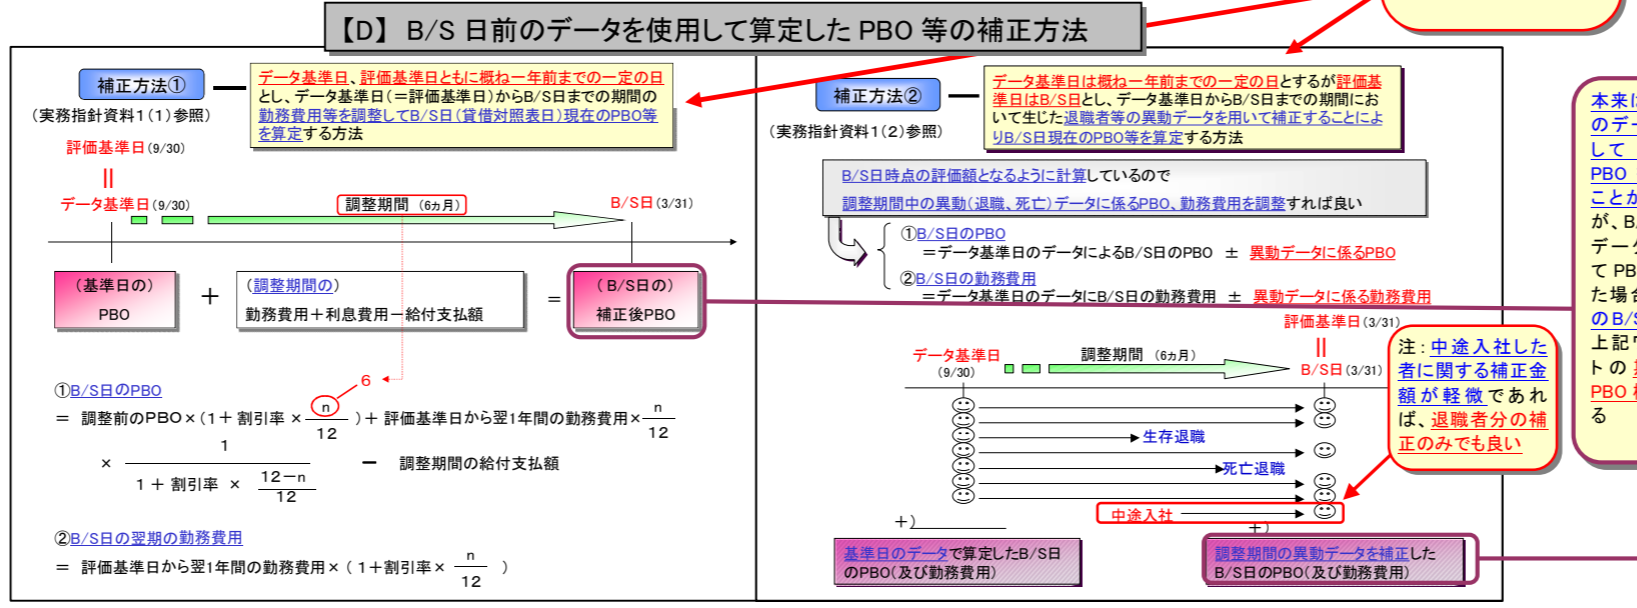 【D】 B/S 日前のデータを使用して算定した PBO 等の補正方法
補正方法①
(実務指針資料1(1)参照)
データ基準日、評価基準日ともに概ね一年前までの一定の日
とし、データ基準日(=評価基準日)からB/S日までの期間の
勤務費用等を調整してB/S日(貸借対照表日)現在のPBO等
を算定する方法
評価基準日(9/30)
||
データ基準日(9/30)
調整期間 (6ヵ月)
B/S日(3/31)
(基準日の)
PBO
+
(調整期間の)
勤務費用+利息費用-給付支払額
=
(B/S日の)
補正後PBO
6
①B/S日のPBO
= 調整前のPBO×(1+割引率×n/12)+評価基準日から翌1年間の勤務費用×n/12
× 1/(1+割引率×(12-n)/12) - 調整期間の給付支払額
②B/S日の翌期の勤務費用
= 評価基準日から翌1年間の勤務費用×(1+割引率×n/12)
補正方法②
(実務指針資料1(2)参照)
データ基準日は概ね一年前までの一定の日とするが評価基
準日はB/S日とし、データ基準日からB/S日までの期間にお
いて生じた退職者等の異動データを用いて補正することによ
りB/S日現在のPBO等を算定する方法
B/S日時点の評価額となるように計算しているので
調整期間中の異動(退職、死亡)データに係るPBO、勤務費用を調整すれば良い
①B/S日のPBO
=データ基準日のデータによるB/S日のPBO ± 異動データに係るPBO
②B/S日の勤務費用
=データ基準日のデータにB/S日の勤務費用 ± 異動データに係る勤務費用
評価基準日(3/31)
||
データ基準日
(9/30)
調整期間 (6ヵ月)
B/S日(3/31)
生存退職
死亡退職
中途入社
+)
+)
基準日のデータで算定したB/S日
のPBO(及び勤務費用)
調整期間の異動データを補正した
B/S日のPBO(及び勤務費用)
注:中途入社した
者に関する補正金
額が軽微であれ
ば、退職者分の補
正のみでも良い
本来
のデー
して
PBO
ことか
が、B
データ
てPB
た場合
のB/S
上記
トの
PBO
る